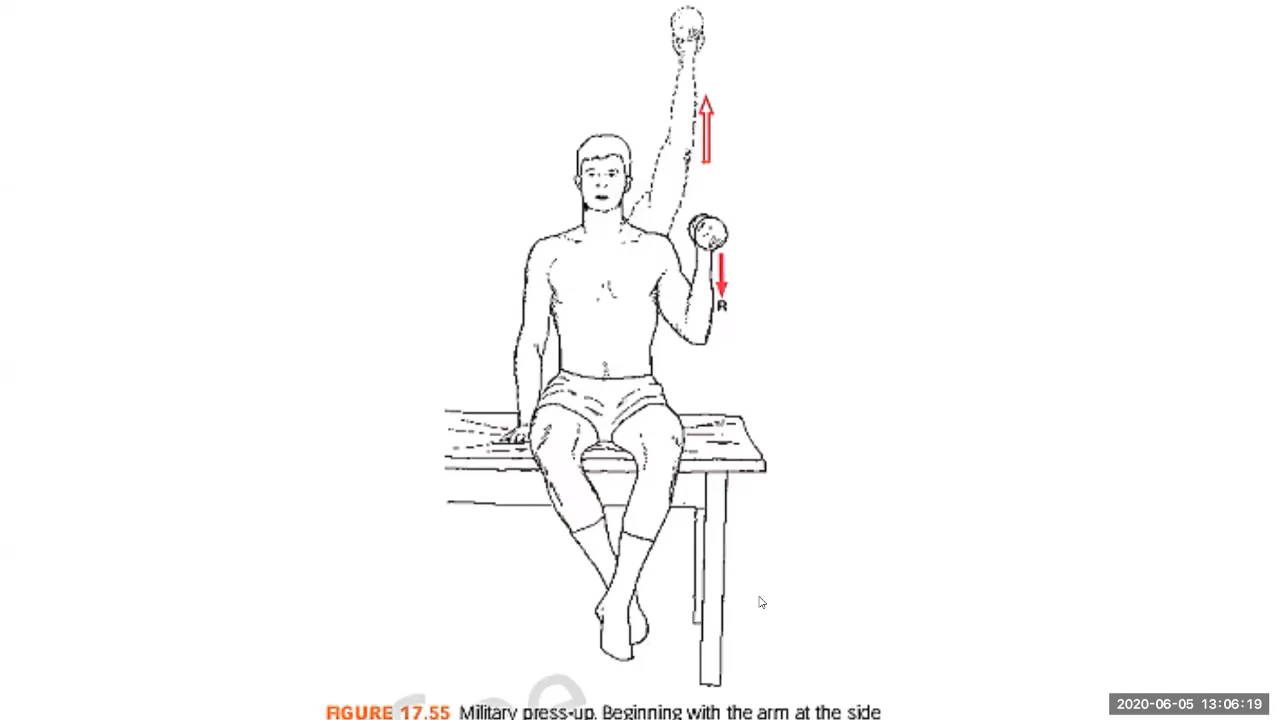 R
FIGURE 17.55 Military press-up. Beginning with the arm at the side
2020-06-05 13:06:19